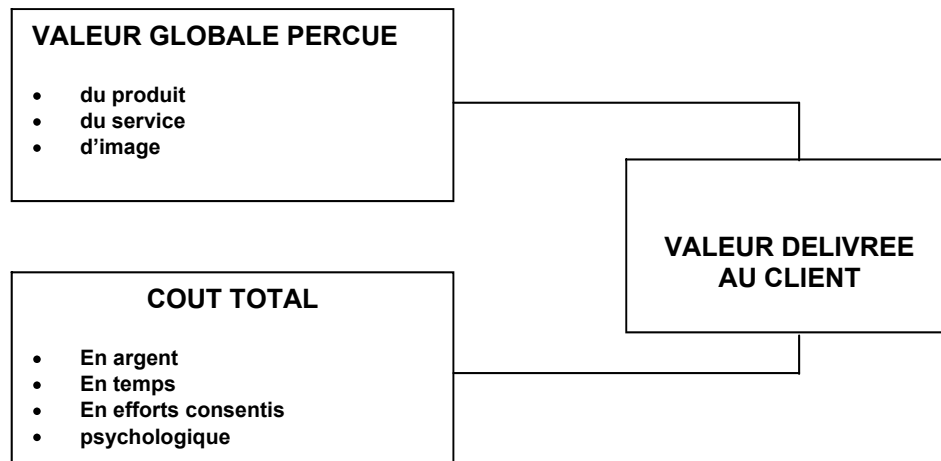 VALEUR GLOBALE PERCUE
• du produit
• du service
• d'image
VALEUR DELIVREE
AU CLIENT
COUT TOTAL
• En argent
• En temps
• En efforts consentis
• psychologique